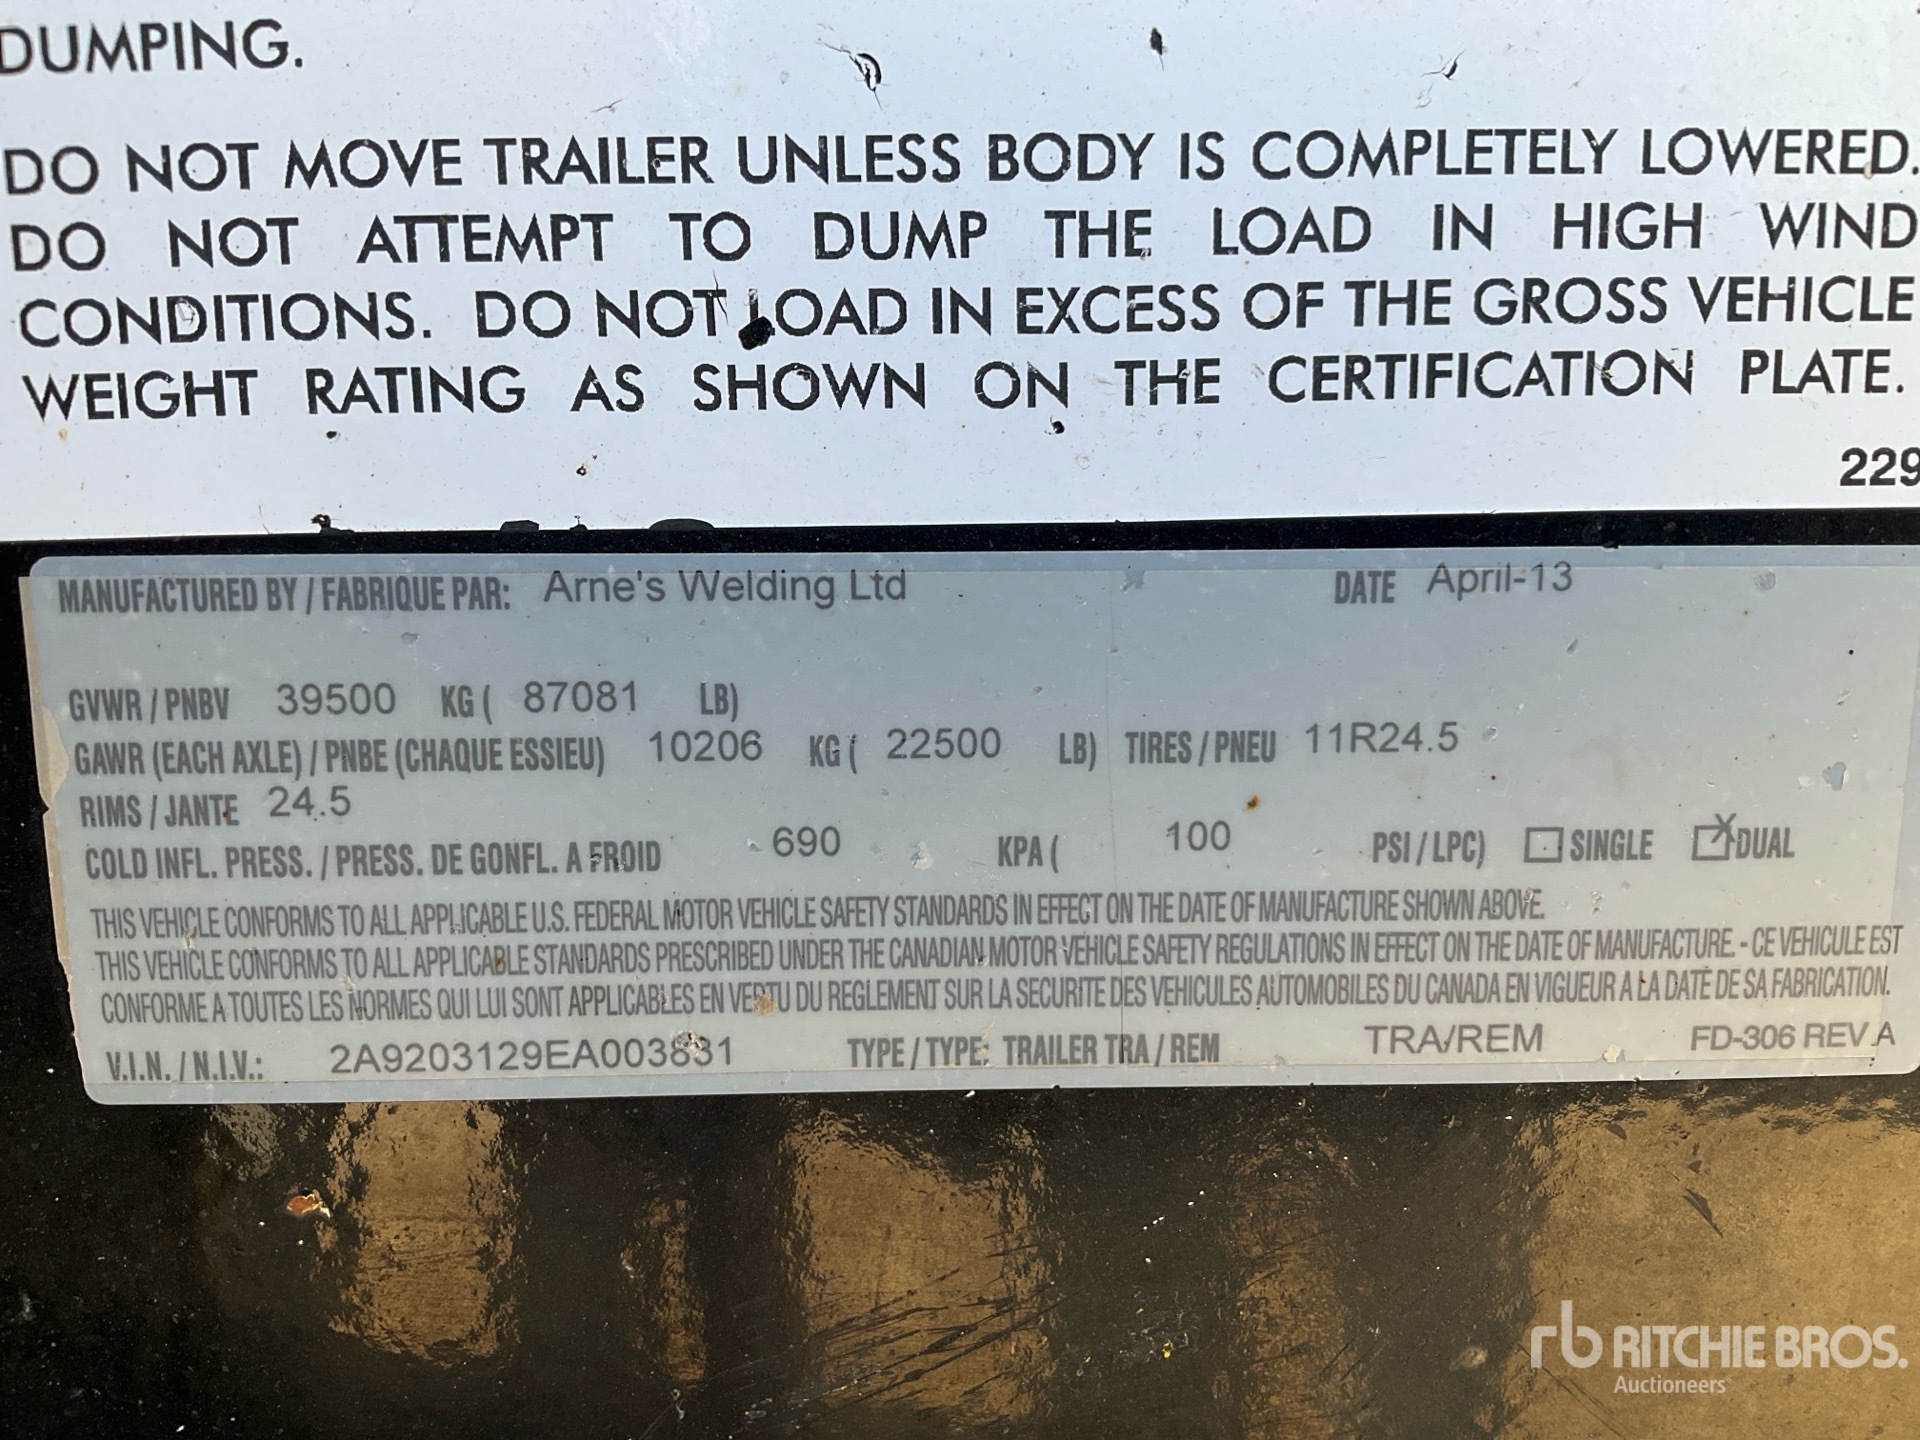 DUMPING.
DO NOT MOVE TRAILER UNLESS BODY IS COMPLETELY LOWERED.
DO NOT ATTEMPT TO DUMP THE LOAD IN HIGH WIND
CONDITIONS. DO NOT LOAD IN EXCESS OF THE GROSS VEHICLE
WEIGHT RATING AS SHOWN ON THE CERTIFICATION PLATE.
229
MANUFACTURED BY / FABRIQUE PAR: Arne's Welding Ltd DATE April-13
GVWR / PNBV 39500 KG ( 87081 LB)
GAWR (EACH AXLE) / PNBE (CHAQUE ESSIEU) 10206 KG ( 22500 LB) TIRES / PNEU 11R24.5
RIMS / JANTE 24.5
COLD INFL. PRESS. / PRESS. DE GONFL. A FROID 690 KPA ( 100 PSI / LPC) SINGLE X DUAL
THIS VEHICLE CONFORMS TO ALL APPLICABLE U.S. FEDERAL MOTOR VEHICLE SAFETY STANDARDS IN EFFECT ON THE DATE OF MANUFACTURE SHOWN ABOVE.
THIS VEHICLE CONFORMS TO ALL APPLICABLE STANDARDS PRESCRIBED UNDER THE CANADIAN MOTOR VEHICLE SAFETY REGULATIONS IN EFFECT ON THE DATE OF MANUFACTURE. - CE VEHICULE EST
CONFORME A TOUTES LES NORMES QUI LUI SONT APPLICABLES EN VERTU DU REGLEMENT SUR LA SECURITE DES VEHICULES AUTOMOBILES DU CANADA EN VIGUEUR A LA DATE DE SA FABRICATION.
V.I.N. / N.I.V.: 2A9203129EA003831 TYPE / TYPE: TRAILER TRA / REM TRA/REM FD-306 REV A
rb RITCHIE BROS.
Auctioneers